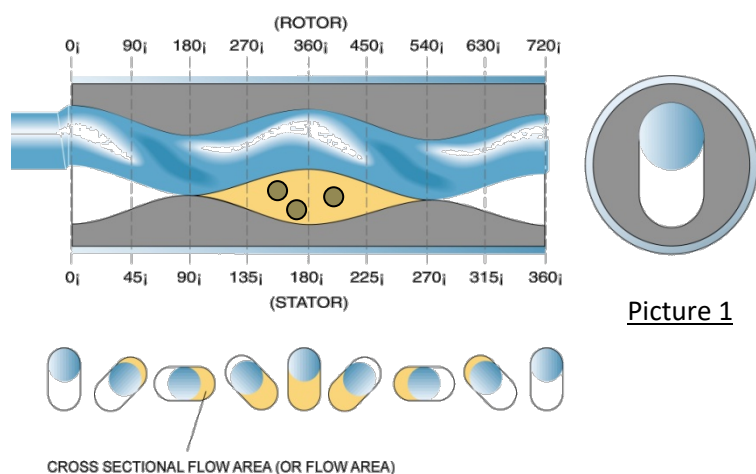 (ROTOR)
0¡ 90¡ 180¡ 270¡ 360¡ 450¡ 540¡ 630¡ 720¡
0¡ 45¡ 90¡ 135¡ 180¡ 225¡ 270¡ 315¡ 360¡
(STATOR)
Picture 1
CROSS SECTIONAL FLOW AREA (OR FLOW AREA)